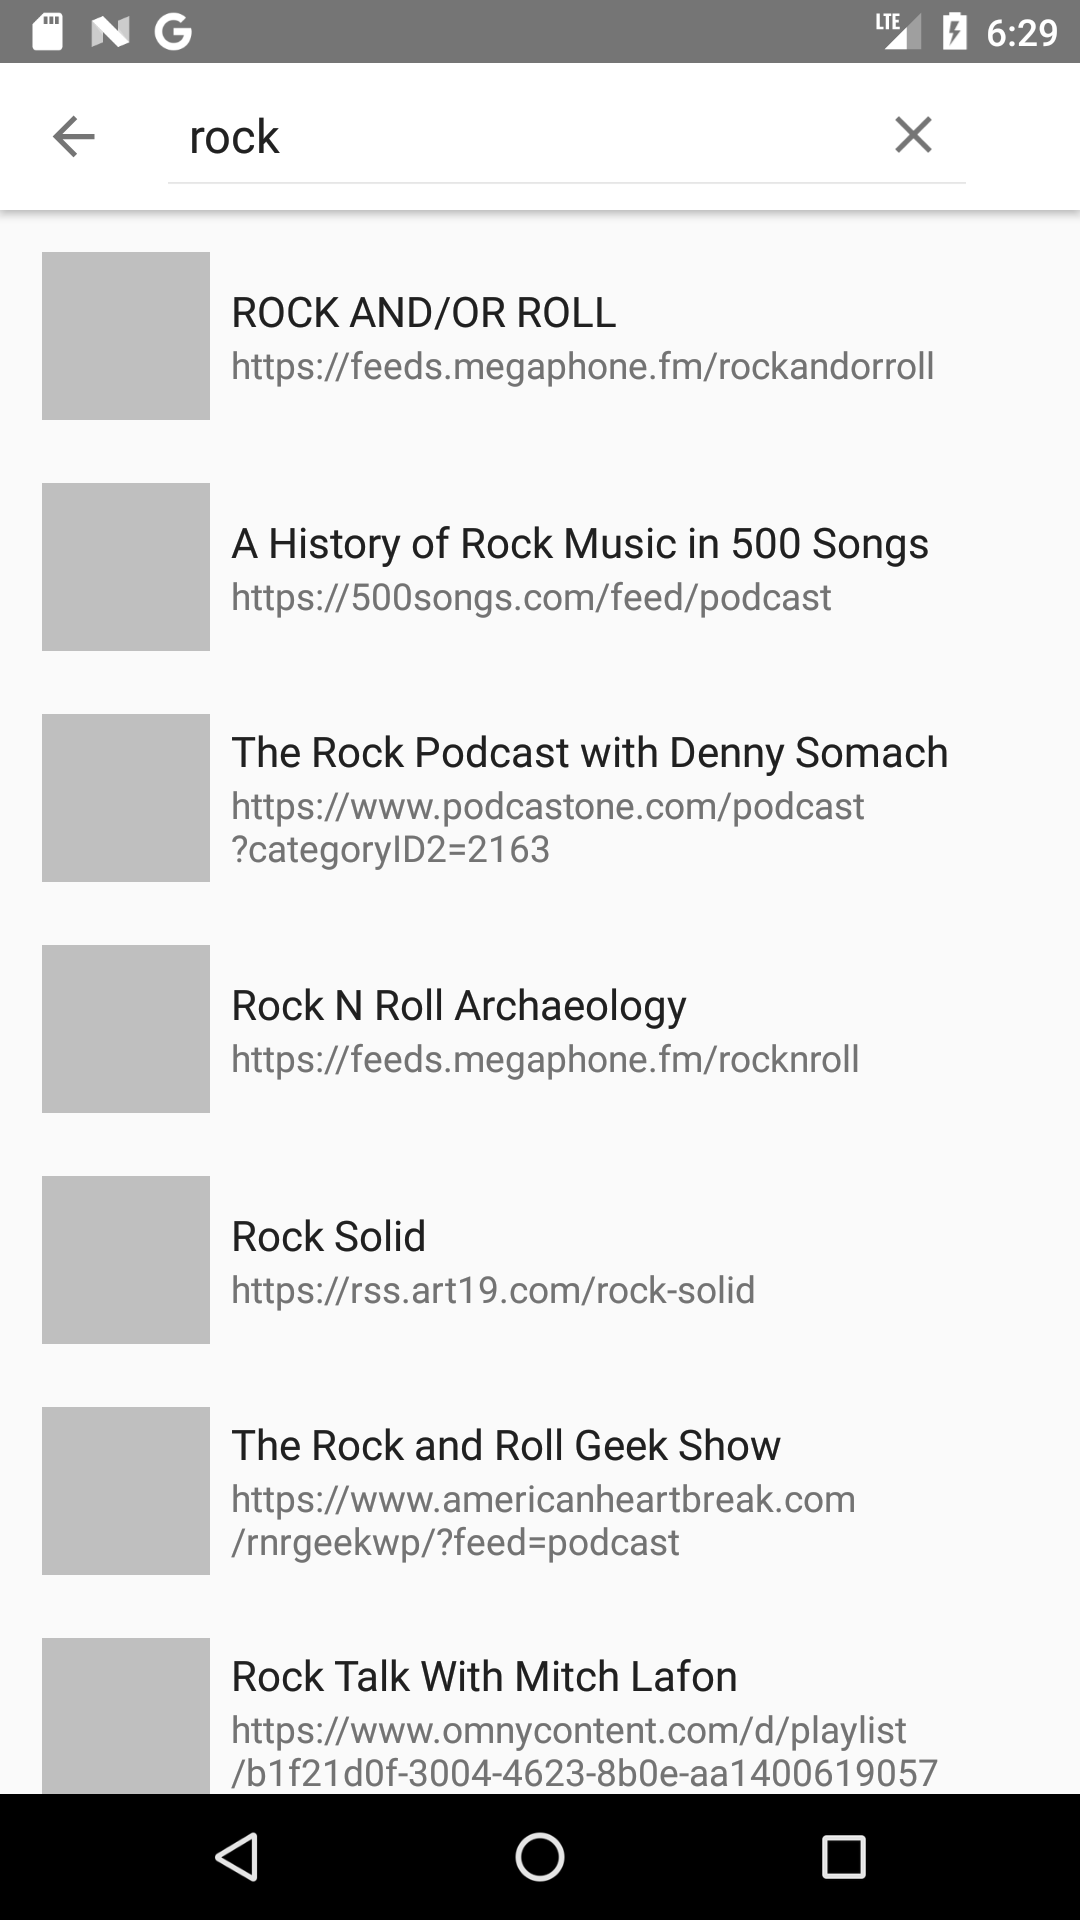 LTE 6:29
rock
ROCK AND/OR ROLL
https://feeds.megaphone.fm/rockandorroll
A History of Rock Music in 500 Songs
https://500songs.com/feed/podcast
The Rock Podcast with Denny Somach
https://www.podcastone.com/podcast
?categoryID2=2163
Rock N Roll Archaeology
https://feeds.megaphone.fm/rocknroll
Rock Solid
https://rss.art19.com/rock-solid
The Rock and Roll Geek Show
https://www.americanheartbreak.com
/rnrgeekwp/?feed=podcast
Rock Talk With Mitch Lafon
https://www.omnycontent.com/d/playlist
/b1f21d0f-3004-4623-8b0e-aa1400619057